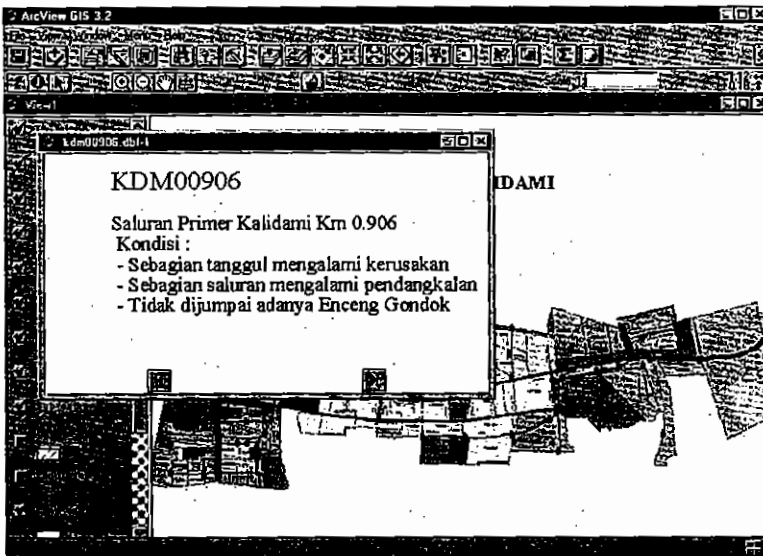 ArcView GIS 3.2
View1
kdm00906.dbf-1
KDM00906
IDAMI
Saluran Primer Kalidami Km 0.906
Kondisi :
- Sebagian tanggul mengalami kerusakan
- Sebagian saluran mengalami pendangkalan
- Tidak dijumpai adanya Enceng Gondok